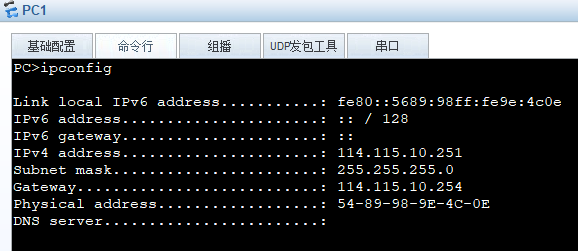 PC1
基础配置 命令行 组播 UDP发包工具 串口
PC>ipconfig
Link local IPv6 address...........: fe80::5689:98ff:fe9e:4c0e
IPv6 address......................: :: / 128
IPv6 gateway......................: ::
IPv4 address......................: 114.115.10.251
Subnet mask.......................: 255.255.255.0
Gateway...........................: 114.115.10.254
Physical address..................: 54-89-98-9E-4C-0E
DNS server........................: